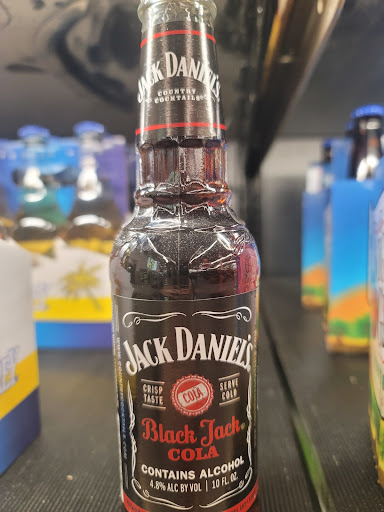 JACK DANIEL'S
COUNTRY
COCKTAILS
JACK DANIEL'S
CRISP TASTE
COLA
SERVE COLD
Black Jack
COLA
CONTAINS ALCOHOL
4.8% ALC BY VOL | 10 FL. OZ.